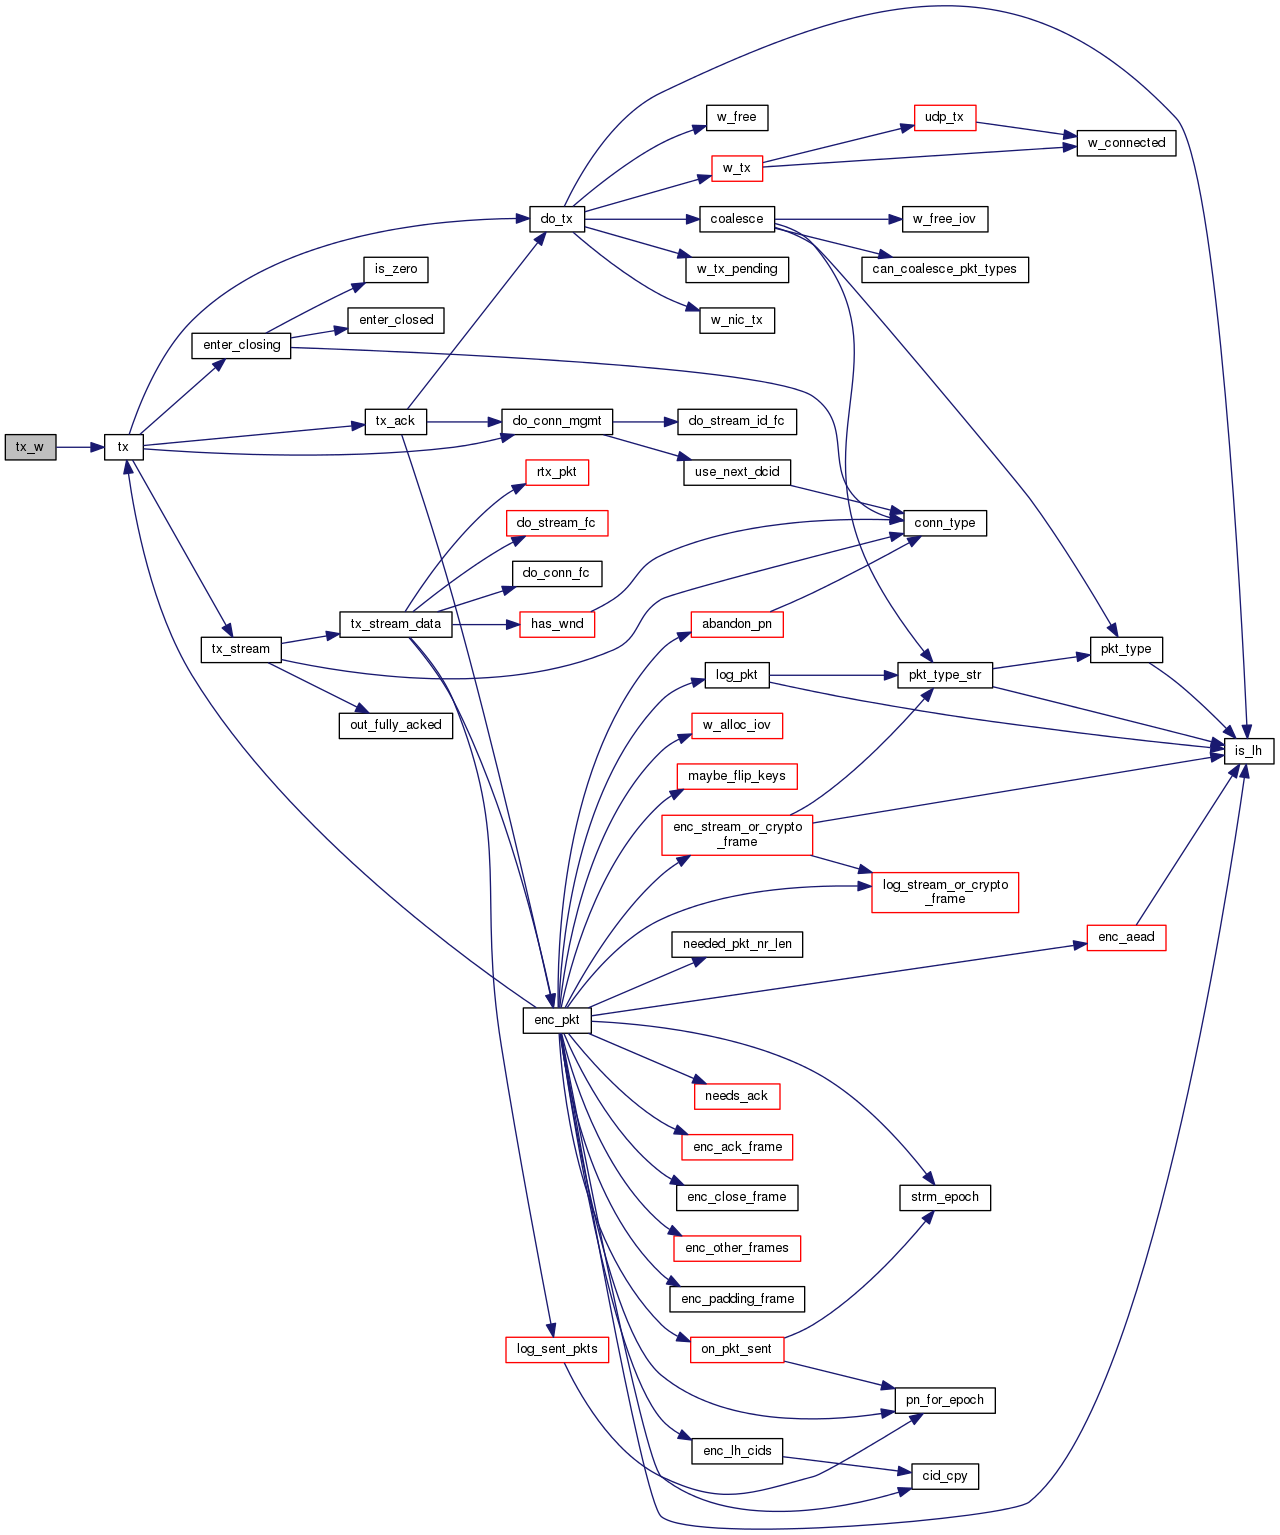 tx_w
tx
do_tx
enter_closing
is_zero
enter_closed
tx_ack
do_conn_mgmt
tx_stream
tx_stream_data
out_fully_acked
rtx_pkt
do_stream_fc
do_conn_fc
has_wnd
enc_pkt
log_sent_pkts
w_free
w_tx
coalesce
w_tx_pending
w_nic_tx
do_stream_id_fc
use_next_dcid
abandon_pn
log_pkt
w_alloc_iov
maybe_flip_keys
enc_stream_or_crypto
_frame
needed_pkt_nr_len
needs_ack
enc_ack_frame
enc_close_frame
enc_other_frames
enc_padding_frame
on_pkt_sent
enc_lh_cids
udp_tx
w_connected
w_free_iov
can_coalesce_pkt_types
conn_type
pkt_type_str
pkt_type
is_lh
log_stream_or_crypto
_frame
enc_aead
strm_epoch
pn_for_epoch
cid_cpy